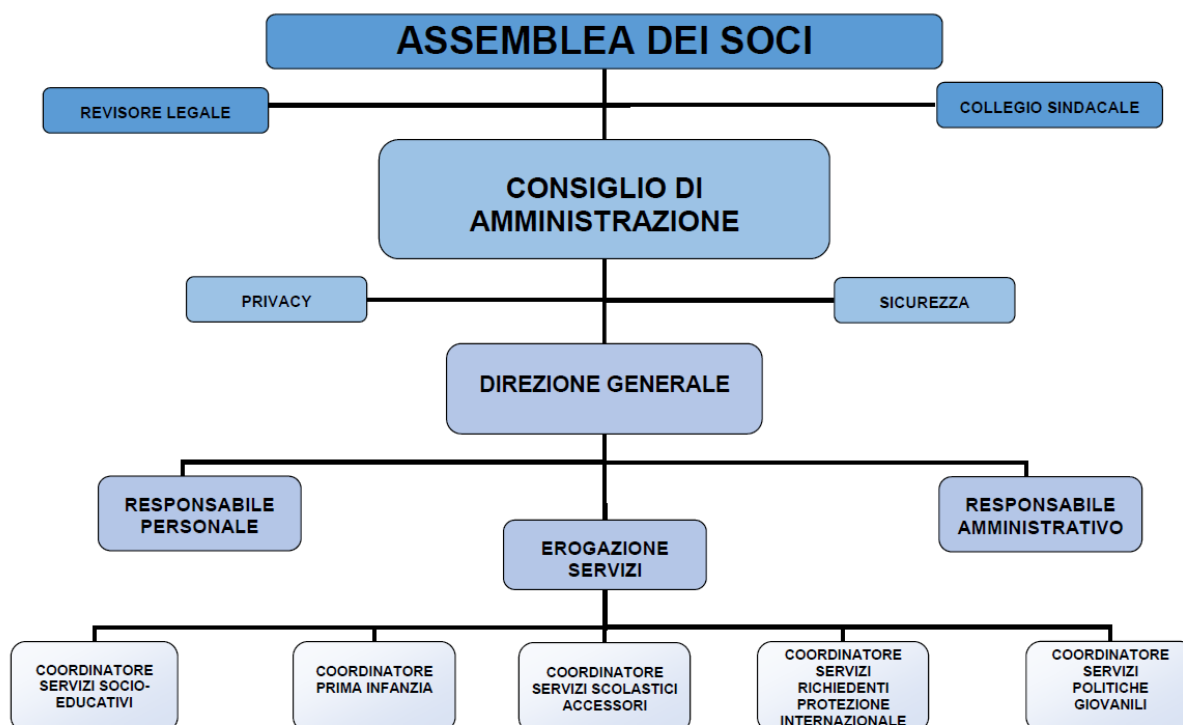 ASSEMBLEA DEI SOCI
REVISORE LEGALE
COLLEGIO SINDACALE
CONSIGLIO DI
AMMINISTRAZIONE
PRIVACY
SICUREZZA
DIREZIONE GENERALE
RESPONSABILE
PERSONALE
RESPONSABILE
AMMINISTRATIVO
EROGAZIONE
SERVIZI
COORDINATORE
SERVIZI SOCIO-
EDUCATIVI
COORDINATORE
PRIMA INFANZIA
COORDINATORE
SERVIZI SCOLASTICI
ACCESSORI
COORDINATORE
SERVIZI
RICHIEDENTI
PROTEZIONE
INTERNAZIONALE
COORDINATORE
SERVIZI
POLITICHE
GIOVANILI